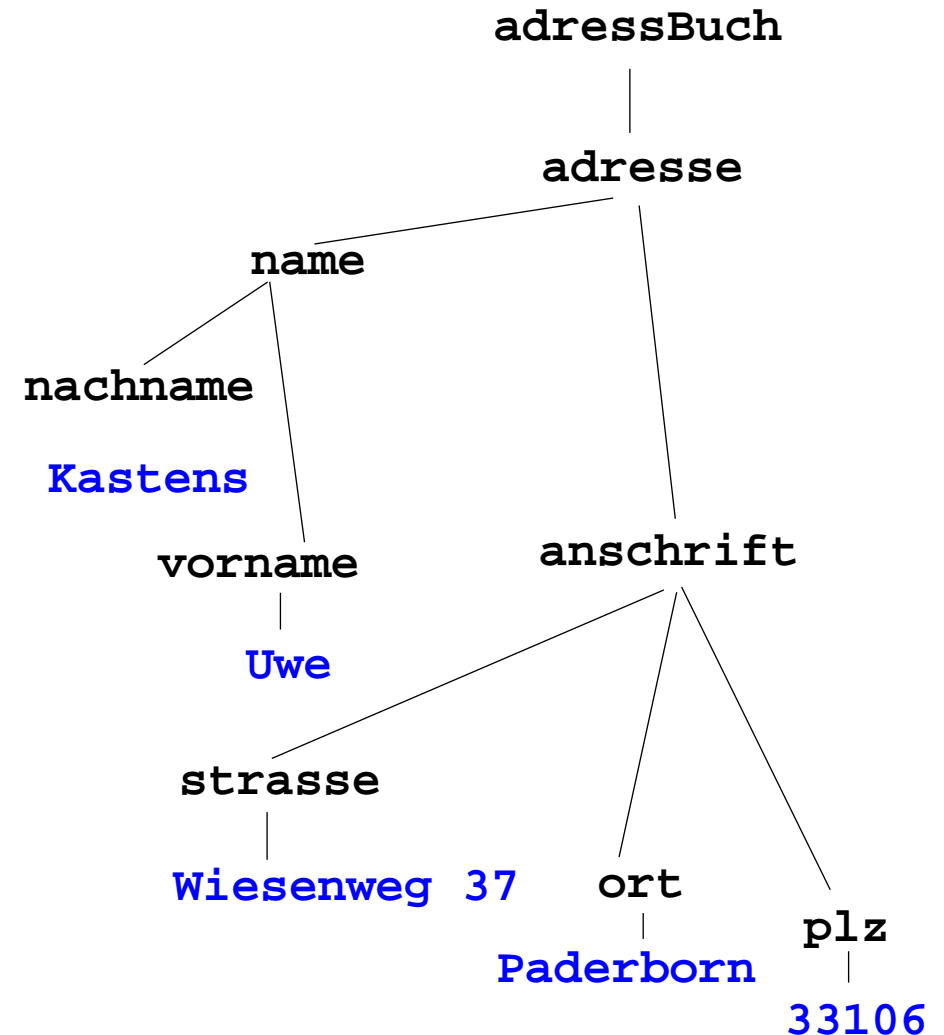 adressBuch
adresse
name
nachname
Kastens
vorname
anschrift
Uwe
strasse
Wiesenweg 37
ort
plz
Paderborn
33106